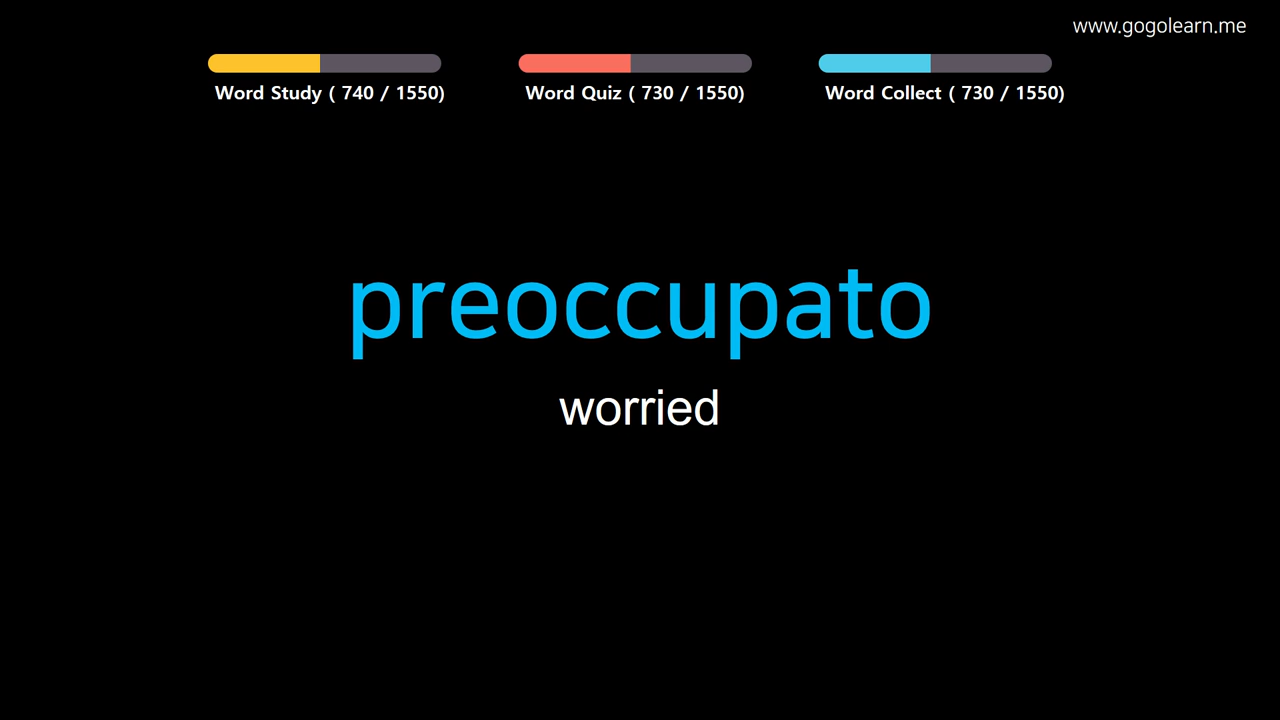 www.gogolearn.me
Word Study ( 740 / 1550)
Word Quiz ( 730 / 1550)
Word Collect ( 730 / 1550)
preoccupato
worried